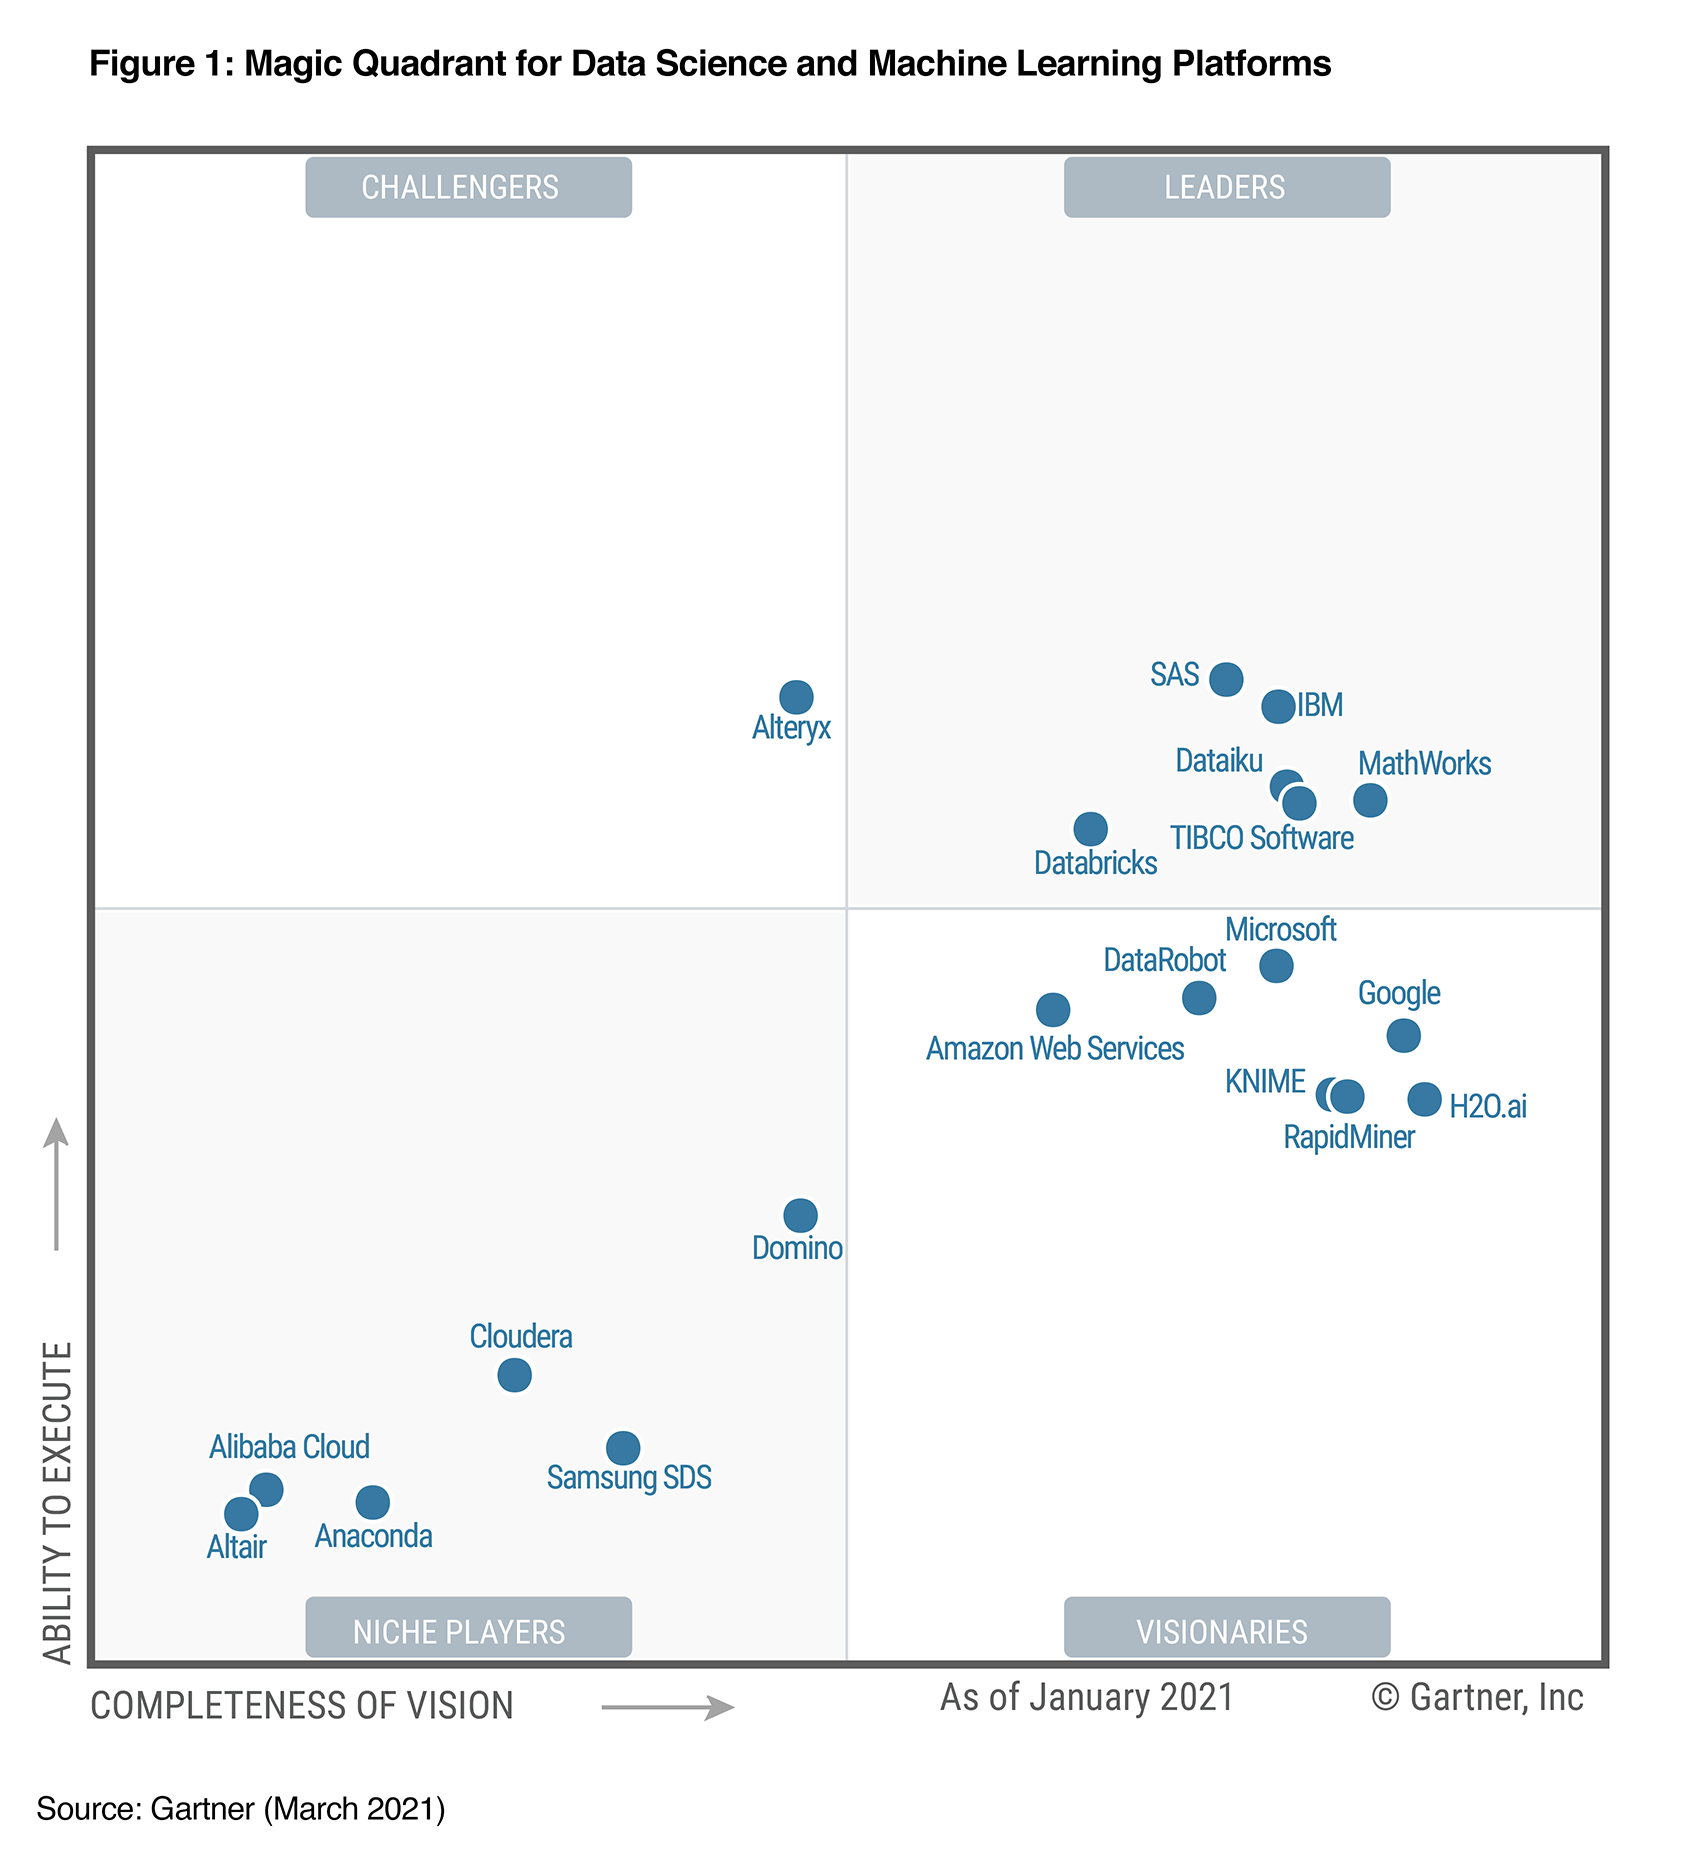 Figure 1: Magic Quadrant for Data Science and Machine Learning Platforms
CHALLENGERS
LEADERS
SAS
IBM
Alteryx
Dataiku
MathWorks
TIBCO Software
Databricks
Microsoft
DataRobot
Google
Amazon Web Services
KNIME
H2O.ai
RapidMiner
Domino
Cloudera
Alibaba Cloud
Samsung SDS
Anaconda
Altair
NICHE PLAYERS
VISIONARIES
ABILITY TO EXECUTE
COMPLETENESS OF VISION
As of January 2021
© Gartner, Inc
Source: Gartner (March 2021)